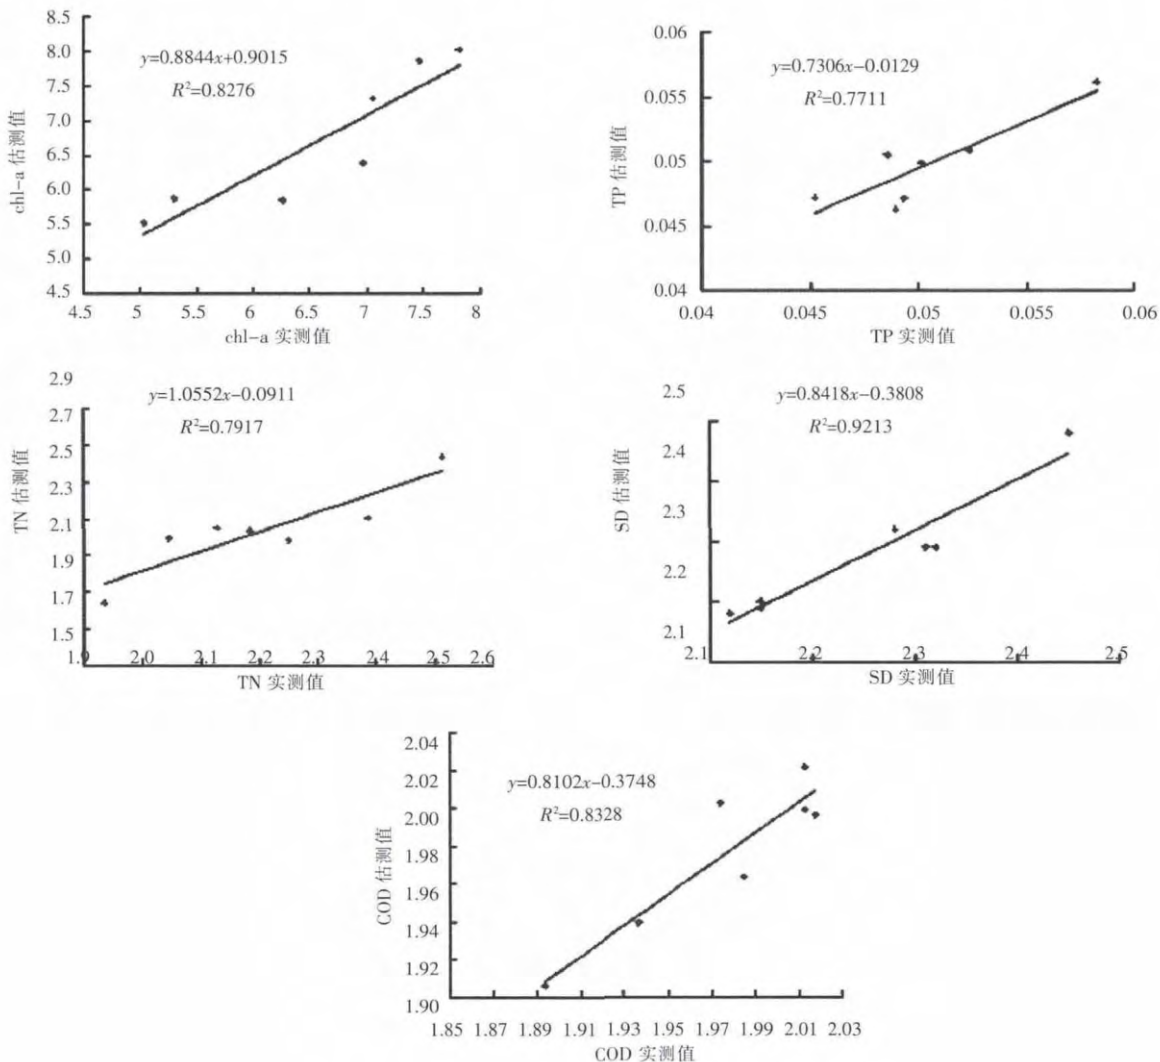 8.5
8.0
7.5
7.0
6.5
6.0
5.5
5.0
4.5
chl-a 估测值
y=0.8844x+0.9015
R²=0.8276
4.5 5 5.5 6 6.5 7 7.5 8
chl-a 实测值
0.06
0.055
0.05
0.045
0.04
TP 估测值
y=0.7306x-0.0129
R²=0.7711
0.04 0.045 0.05 0.055 0.06
TP 实测值
2.9
2.7
2.5
2.3
2.1
1.9
1.7
1.5
TN 估测值
y=1.0552x-0.0911
R²=0.7917
1.9 2.0 2.1 2.2 2.3 2.4 2.5 2.6
TN 实测值
2.5
2.4
2.3
2.2
2.1
SD 估测值
y=0.8418x-0.3808
R²=0.9213
2.1 2.2 2.3 2.4 2.5
SD 实测值
2.04
2.02
2.00
1.98
1.96
1.94
1.92
1.90
COD 估测值
y=0.8102x-0.3748
R²=0.8328
1.85 1.87 1.89 1.91 1.93 1.95 1.97 1.99 2.01 2.03
COD 实测值